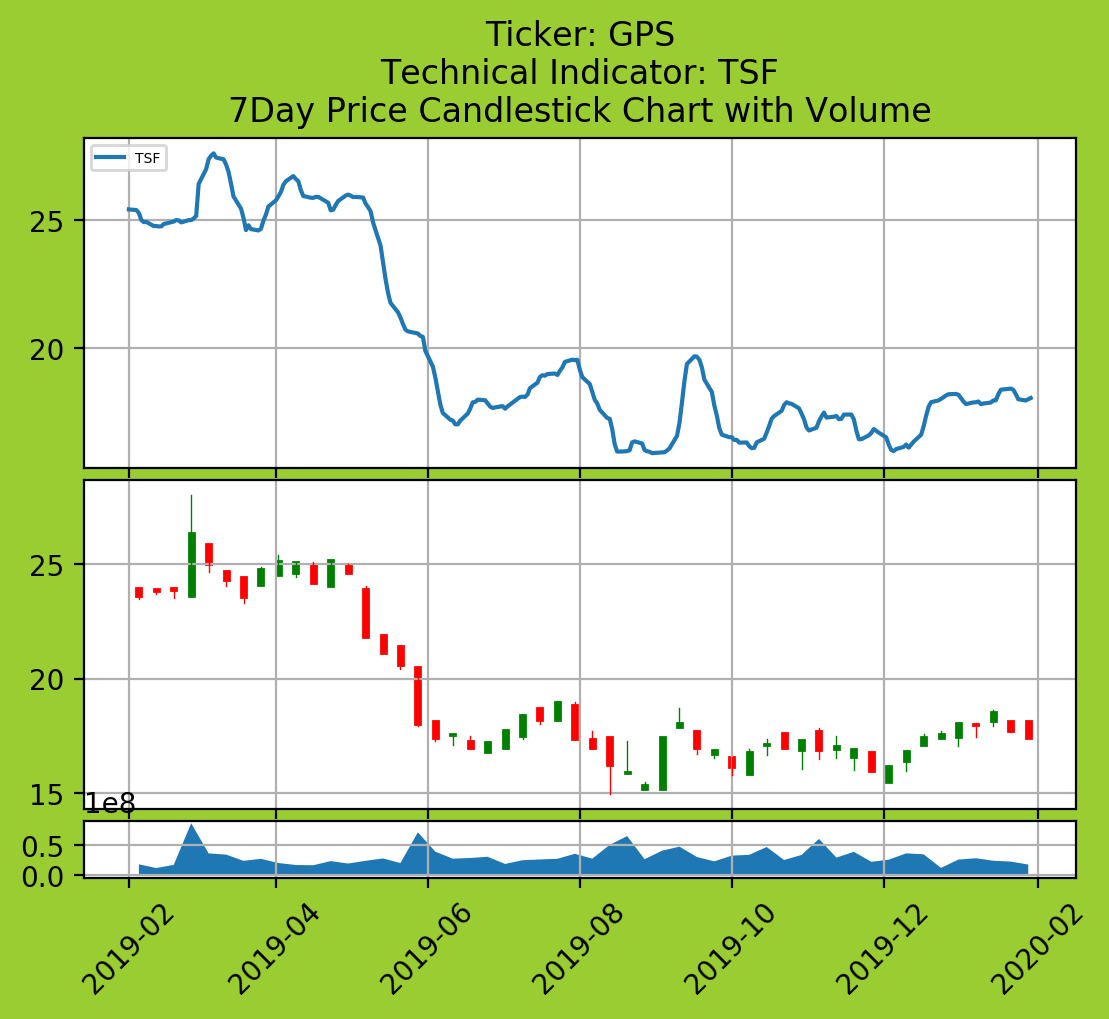 Ticker: GPS
Technical Indicator: TSF
7Day Price Candlestick Chart with Volume
TSF
25
20
25
20
15
1e8
0.5
0.0
2019-02
2019-04
2019-06
2019-08
2019-10
2019-12
2020-02